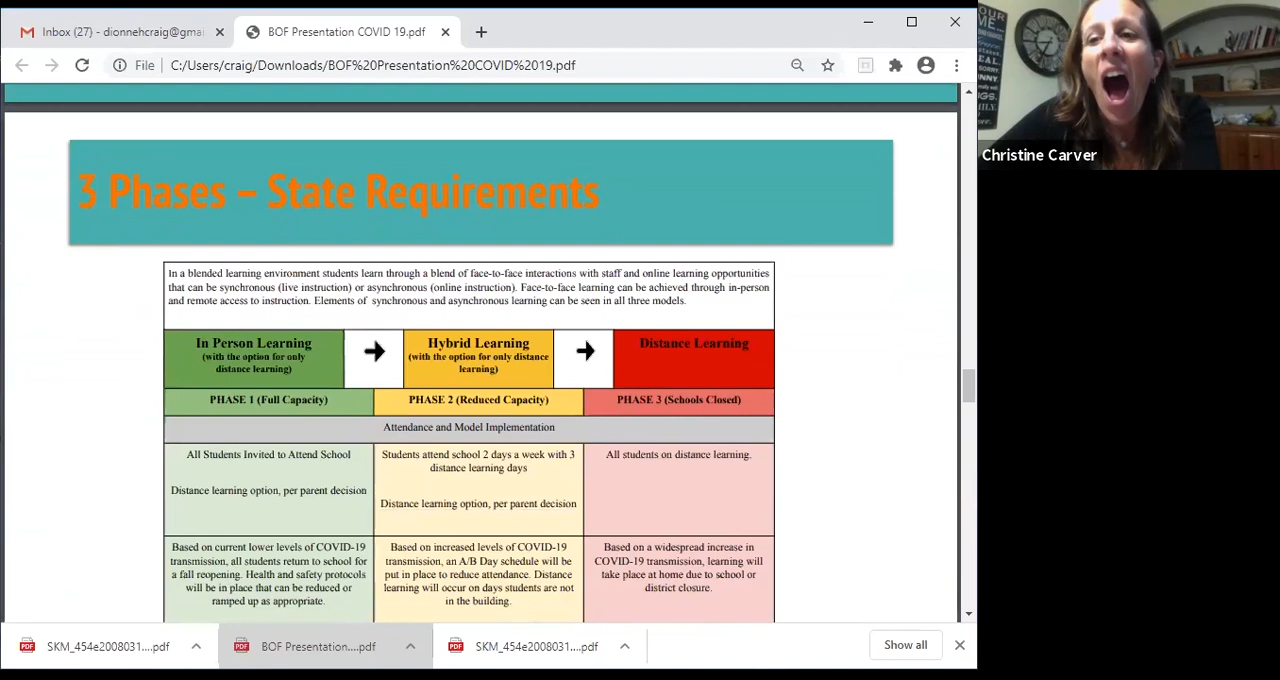 Inbox (27) - dionnehcraig@gmai
BOF Presentation COVID 19.pdf
File
C:/Users/craig/Downloads/BOF%20Presentation%20COVID%2019.pdf
Christine Carver
3 Phases – State Requirements
In a blended learning environment students learn through a blend of face-to-face interactions with staff and online learning opportunities
that can be synchronous (live instruction) or asynchronous (online instruction). Face-to-face learning can be achieved through in-person
and remote access to instruction. Elements of synchronous and asynchronous learning can be seen in all three models.
In Person Learning
(with the option for only
distance learning)
Hybrid Learning
(with the option for only distance
learning)
Distance Learning
PHASE 1 (Full Capacity)
PHASE 2 (Reduced Capacity)
PHASE 3 (Schools Closed)
Attendance and Model Implementation
All Students Invited to Attend School
Distance learning option, per parent decision
Students attend school 2 days a week with 3
distance learning days
Distance learning option, per parent decision
All students on distance learning.
Based on current lower levels of COVID-19
transmission, all students return to school for
a fall reopening. Health and safety protocols
will be in place that can be reduced or
ramped up as appropriate.
Based on increased levels of COVID-19
transmission, an A/B Day schedule will be
put in place to reduce attendance. Distance
learning will occur on days students are not
in the building.
Based on a widespread increase in
COVID-19 transmission, learning will
take place at home due to school or
district closure.
SKM_454e2008031....pdf
BOF Presentation....pdf
SKM_454e2008031....pdf
Show all